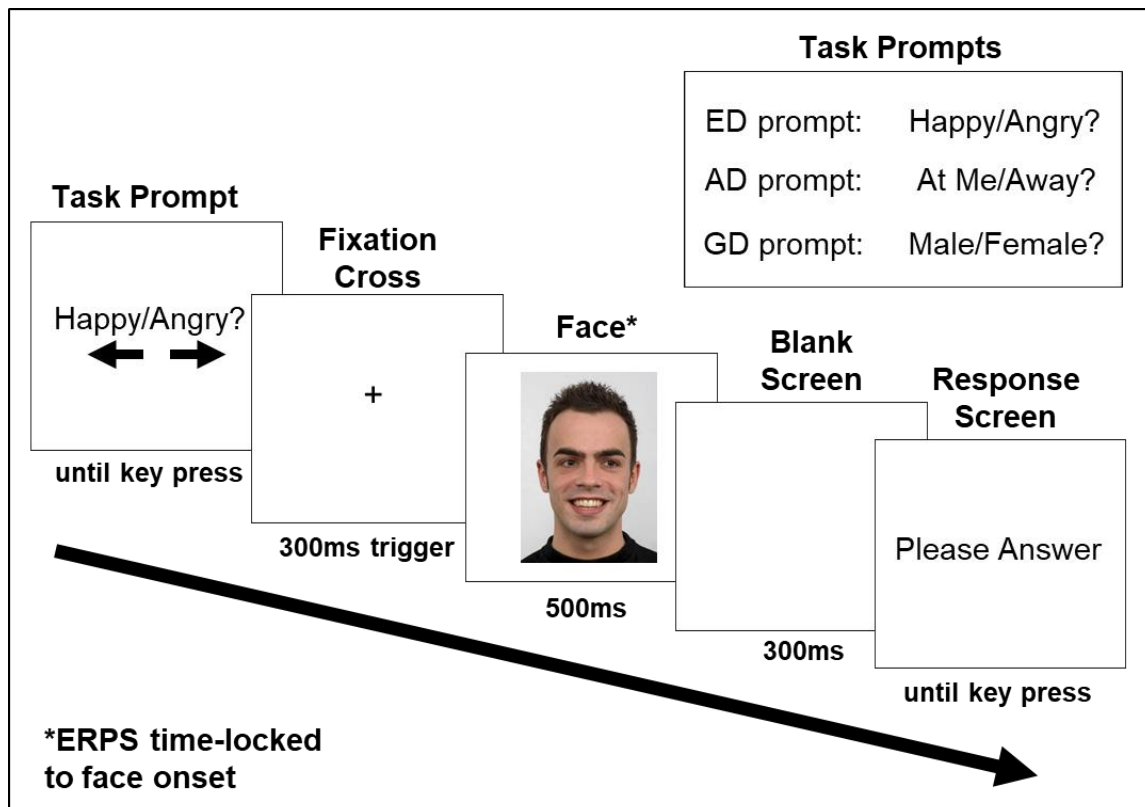 Task Prompts
ED prompt: Happy/Angry?
AD prompt: At Me/Away?
GD prompt: Male/Female?
Task Prompt
Happy/Angry?
until key press
Fixation
Cross
+
300ms trigger
Face*
500ms
Blank
Screen
300ms
Response
Screen
Please Answer
until key press
*ERPS time-locked
to face onset